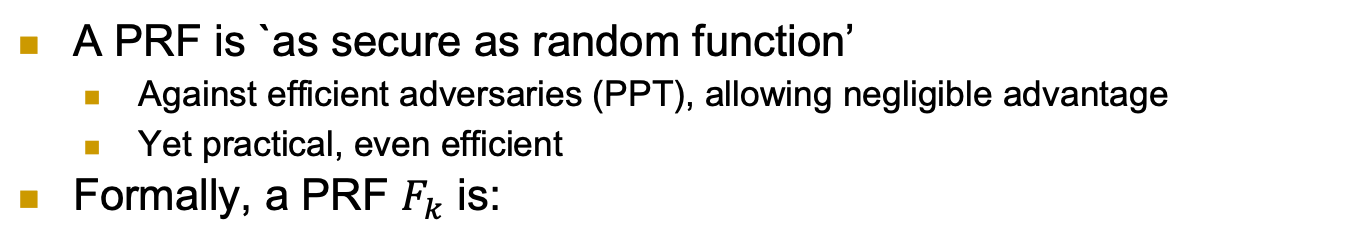 A PRF is `as secure as random function’
Against efficient adversaries (PPT), allowing negligible advantage
Yet practical, even efficient
Formally, a PRF 𝐹ₖ is: